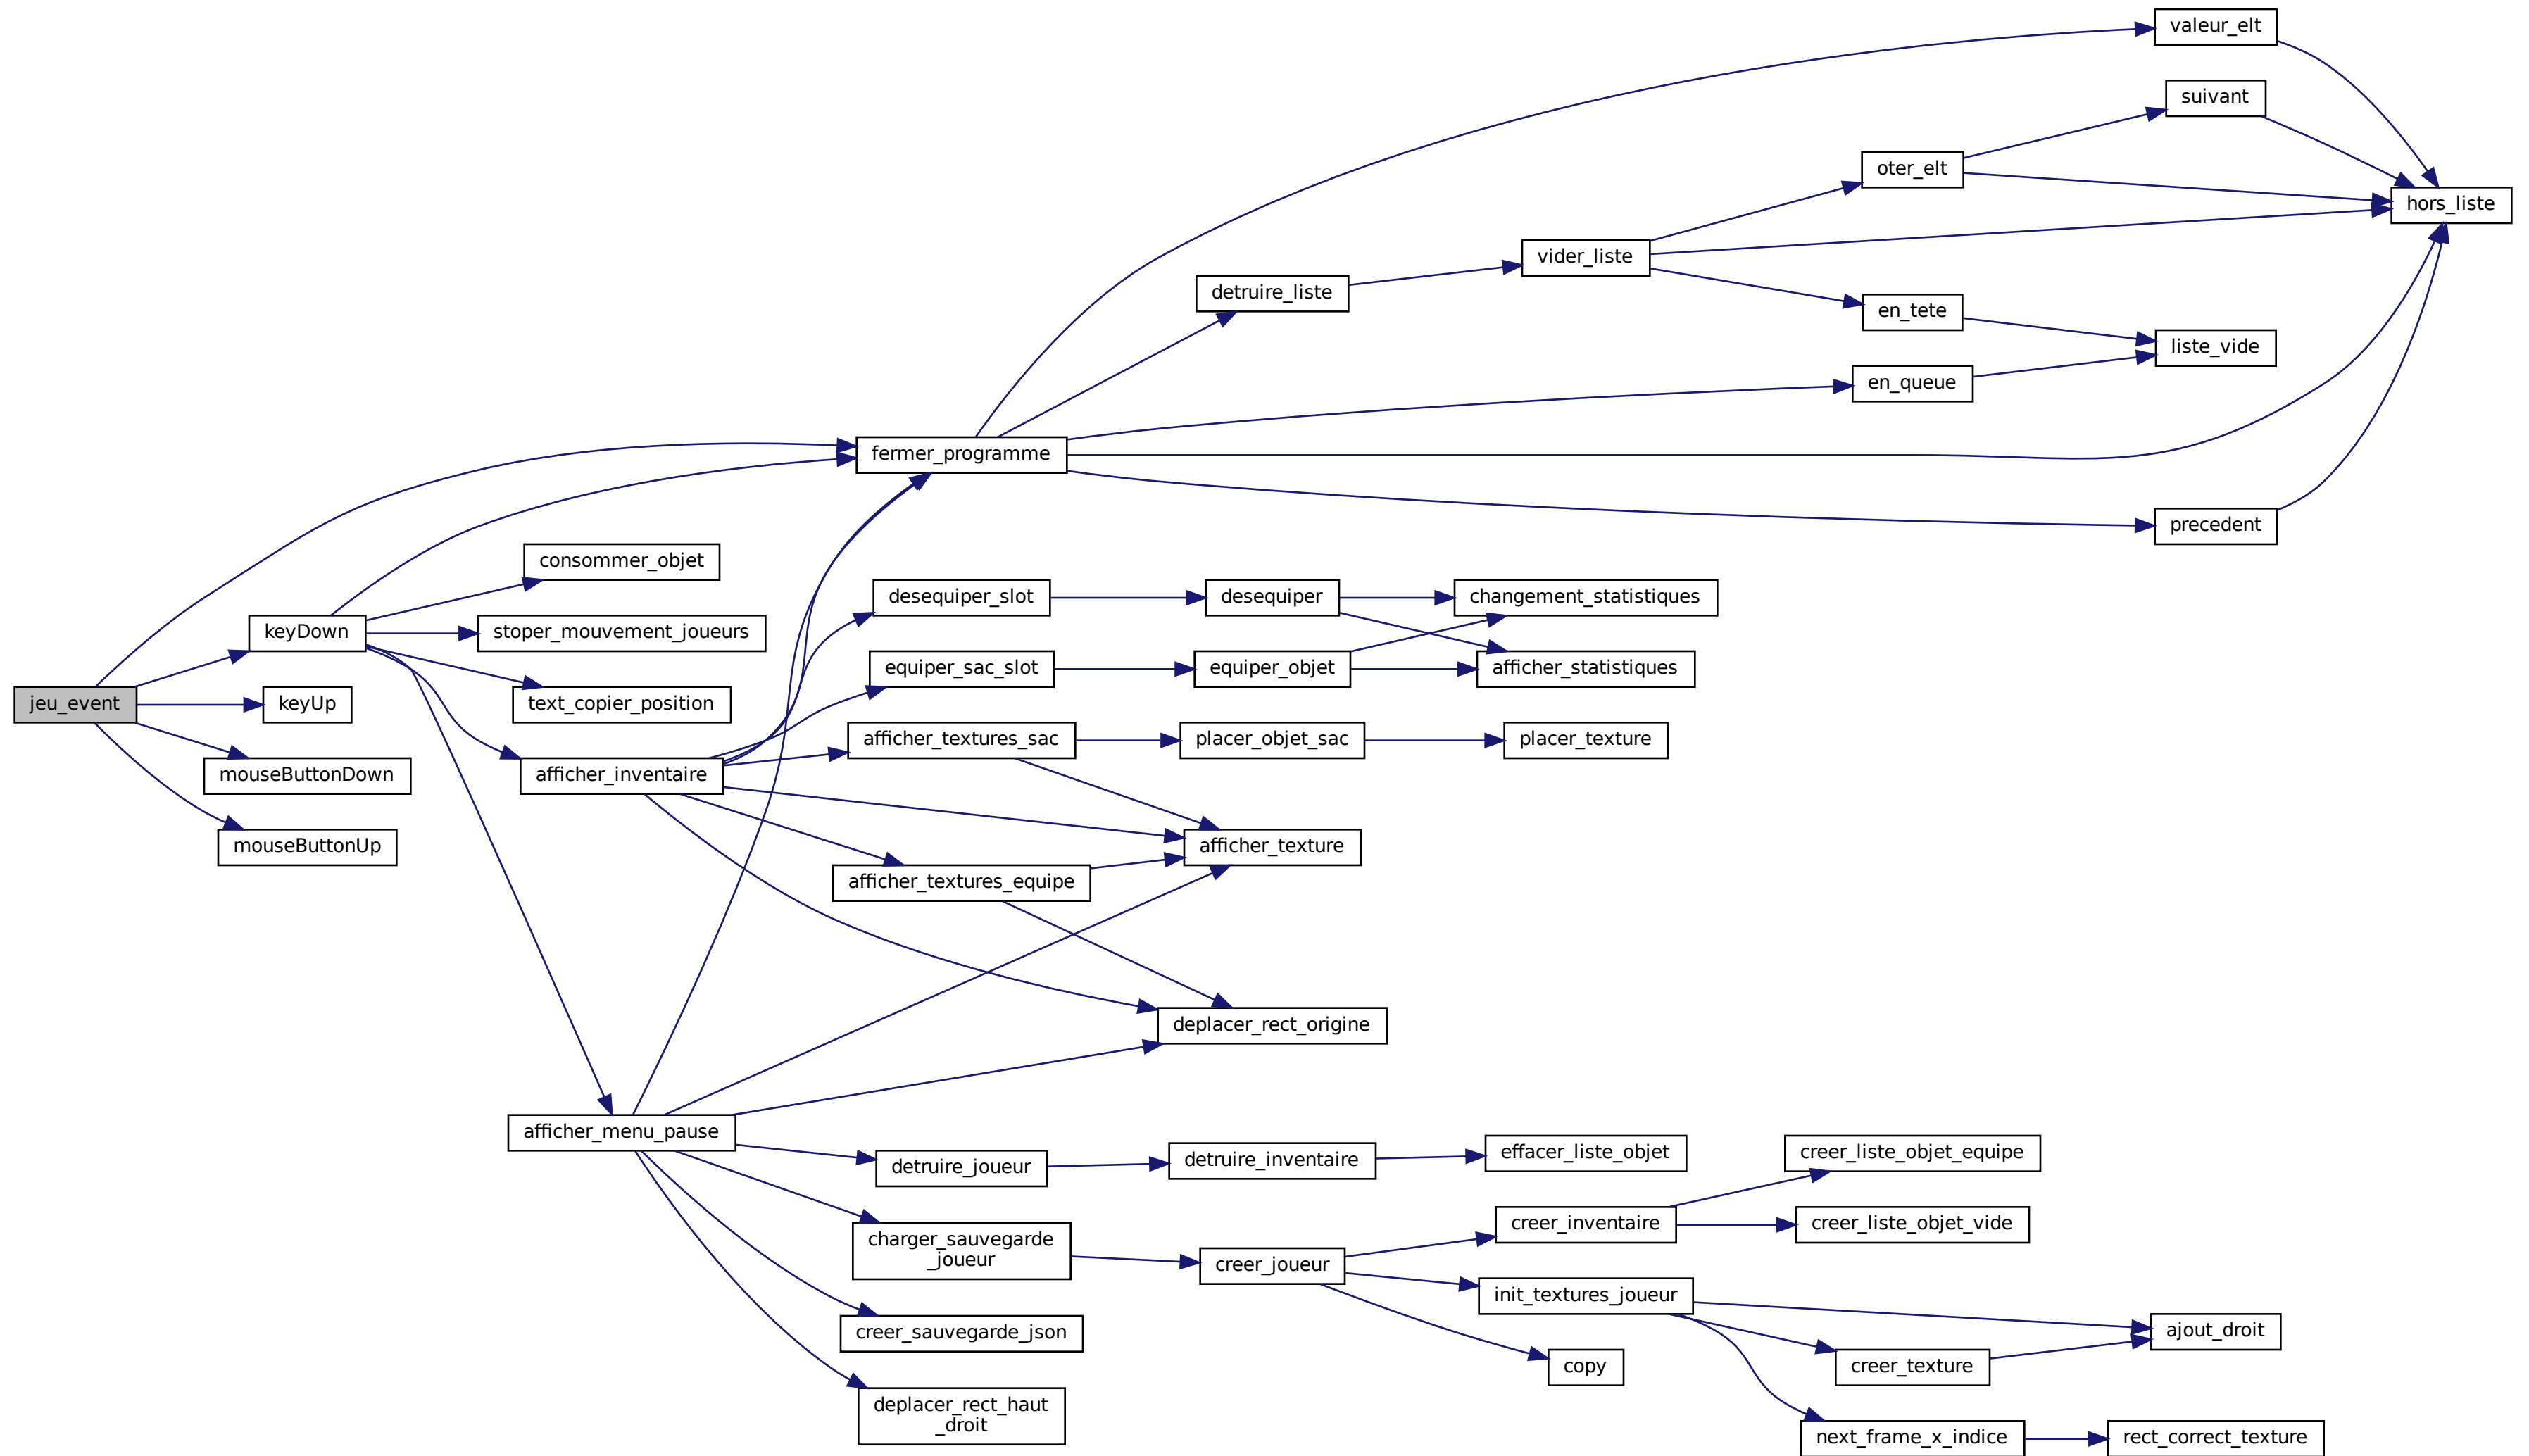 valeur_elt
suivant
oter_elt
hors_liste
vider_liste
detruire_liste
en_tete
liste_vide
en_queue
fermer_programme
precedent
consommer_objet
desequiper_slot
desequiper
changement_statistiques
keyDown
stoper_mouvement_joueurs
equiper_sac_slot
equiper_objet
afficher_statistiques
jeu_event
keyUp
text_copier_position
afficher_textures_sac
placer_objet_sac
placer_texture
mouseButtonDown
afficher_inventaire
mouseButtonUp
afficher_texture
afficher_textures_equipe
deplacer_rect_origine
afficher_menu_pause
detruire_joueur
detruire_inventaire
effacer_liste_objet
creer_liste_objet_equipe
charger_sauvegarde
_joueur
creer_joueur
creer_inventaire
creer_liste_objet_vide
init_textures_joueur
creer_sauvegarde_json
ajout_droit
copy
creer_texture
deplacer_rect_haut
_droit
next_frame_x_indice
rect_correct_texture